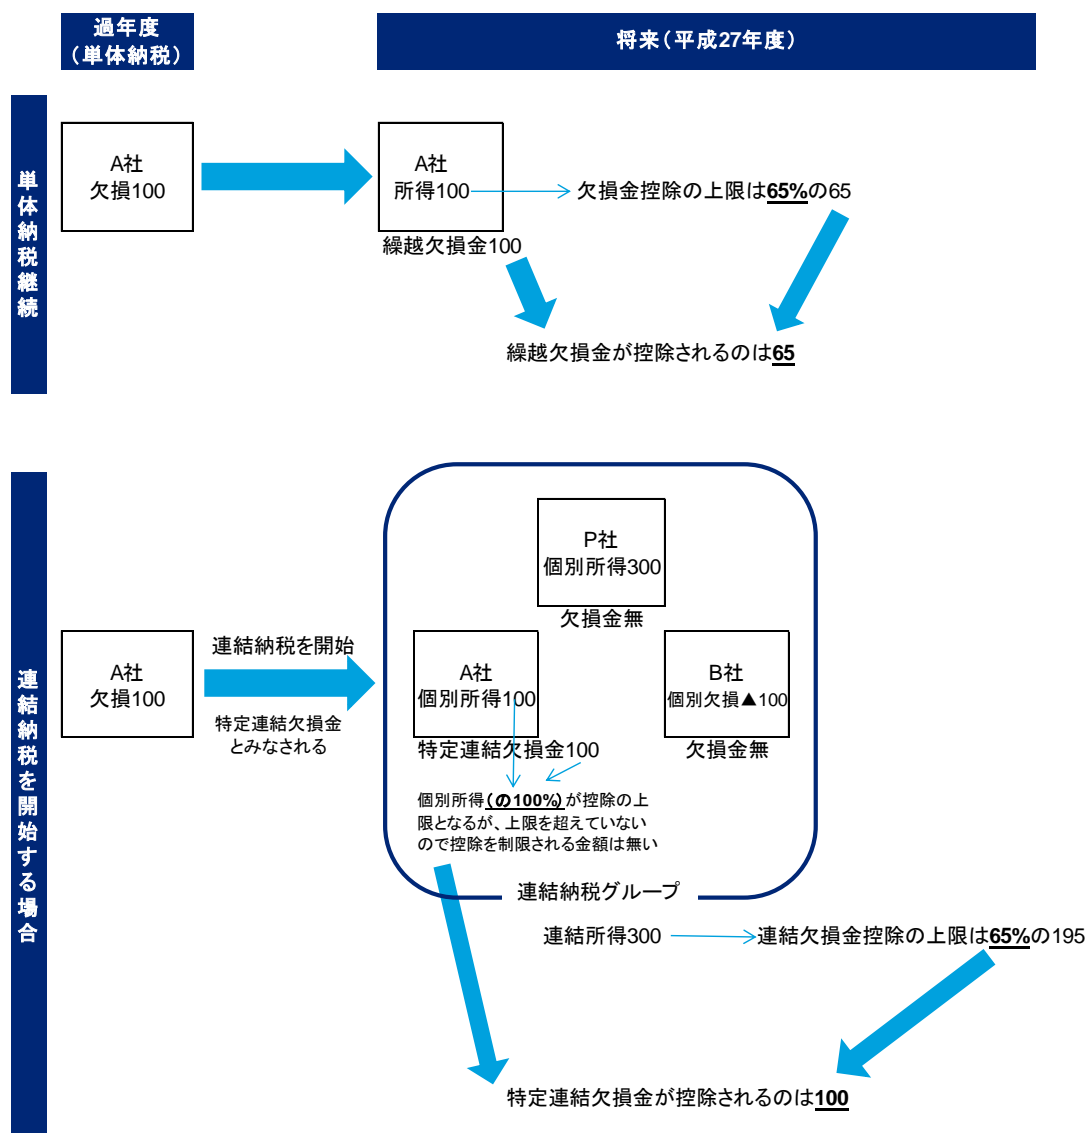 過年度
（単体納税）
将来（平成27年度）
単体納税継続
A社
欠損100
A社
所得100
欠損金控除の上限は65%の65
繰越欠損金100
繰越欠損金が控除されるのは65
連結納税を開始する場合
P社
個別所得300
欠損金無
A社
欠損100
連結納税を開始
特定連結欠損金
とみなされる
A社
個別所得100
特定連結欠損金100
B社
個別欠損▲100
欠損金無
個別所得(の100%)が控除の上
限となるが、上限を超えていない
ので控除を制限される金額は無い
連結納税グループ
連結所得300
連結欠損金控除の上限は65%の195
特定連結欠損金が控除されるのは100